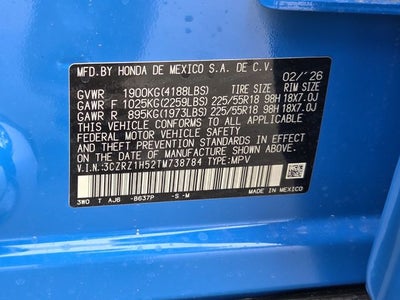 MFD. BY HONDA DE MEXICO S.A. DE C.V.
02/'26
GVWR 1900KG(4188LBS) TIRE SIZE RIM SIZE
GAWR F 1025KG(2259LBS) 225/55R18 98H 18X7.0J
GAWR R 895KG(1973LBS) 225/55R18 98H 18X7.0J
THIS VEHICLE CONFORMS TO ALL APPLICABLE
FEDERAL MOTOR VEHICLE SAFETY AND THEFT PREVENTION
STANDARDS IN EFFECT ON THE DATE OF MANUFACTURE SHOWN ABOVE.
V.I.N.:3CZRZ1H52TM738784 TYPE:MPV
MADE IN MEXICO
3W0 T AJ6 -B637P -S -M